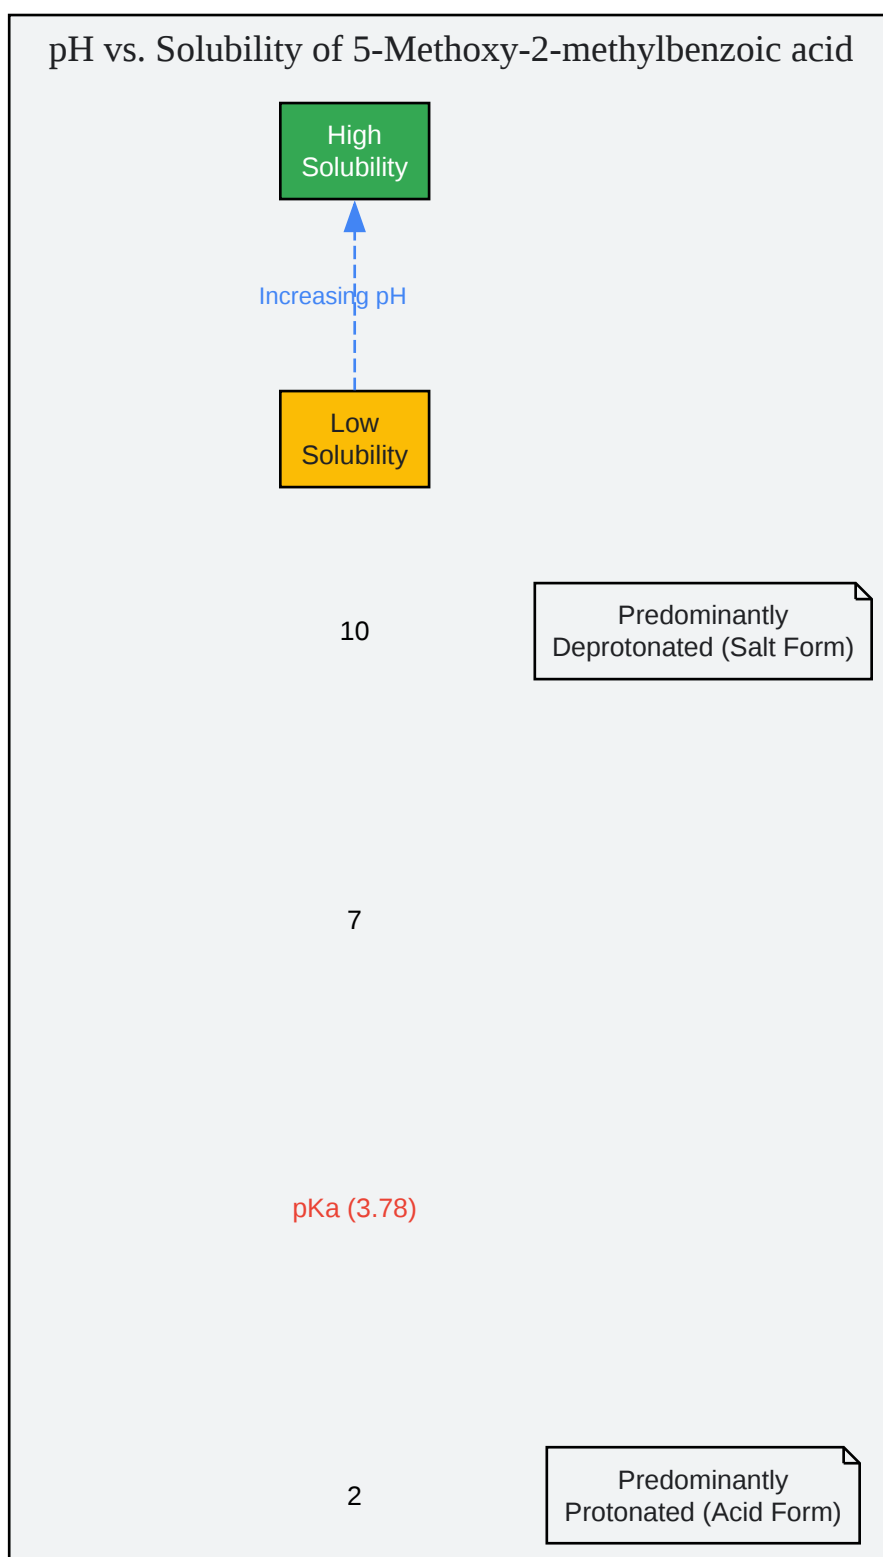 pH vs. Solubility of 5-Methoxy-2-methylbenzoic acid
High
Solubility
Increasing pH
Low
Solubility
10
Predominantly
Deprotonated (Salt Form)
7
pKa (3.78)
2
Predominantly
Protonated (Acid Form)